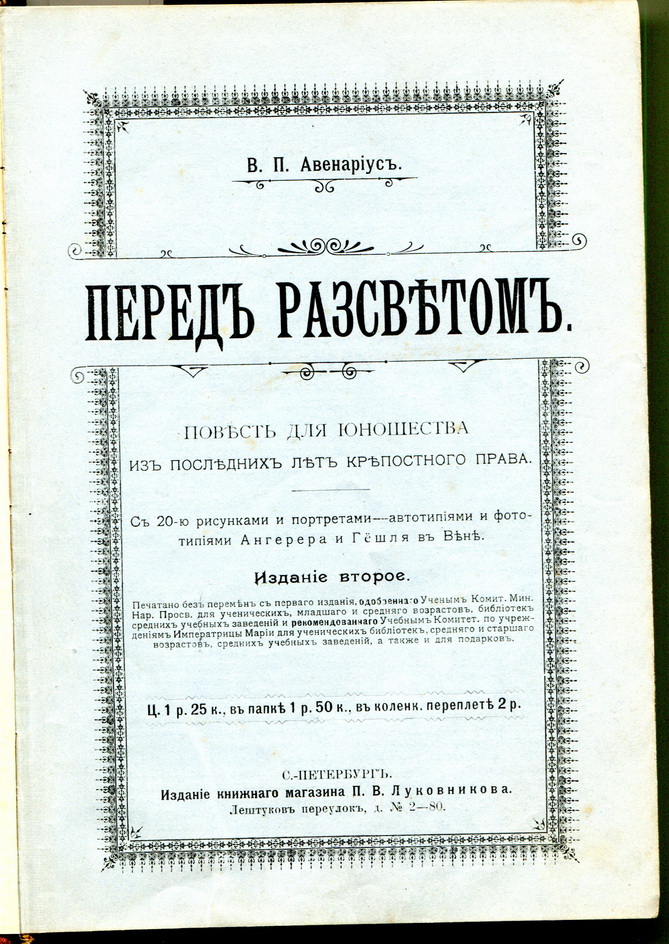 В. П. Авенаріусъ.
ПЕРЕДЪ РАЗСВѢТОМЪ.
ПОВѢСТЬ ДЛЯ ЮНОШЕСТВА
ИЗЪ ПОСЛѢДНИХЪ ЛѢТЪ КРѢПОСТНОГО ПРАВА.
Съ 20-ю рисунками и портретами—автотипіями и фото-
типіями Ангерера и Гёшля въ Вѣнѣ.
Изданіе второе.
Печатано безъ перемѣнъ съ перваго изданія, одобреннаго Ученымъ Комит. Мин.
Нар. Просв. для ученическихъ, младшаго и средняго возрастовъ, библіотекъ
среднихъ учебныхъ заведеній и рекомендованнаго Учебнымъ Комитет. по учреж-
деніямъ Императрицы Маріи для ученическихъ библіотекъ, средняго и старшаго
возрастовъ, среднихъ учебныхъ заведеній, а также и для подарковъ.
Ц. 1 р. 25 к., въ папкѣ 1 р. 50 к., въ коленк. переплетѣ 2 р.
С.-ПЕТЕРБУРГЪ.
Изданіе книжнаго магазина П. В. Луковникова.
Лештуковъ переулокъ, д. № 2—80.